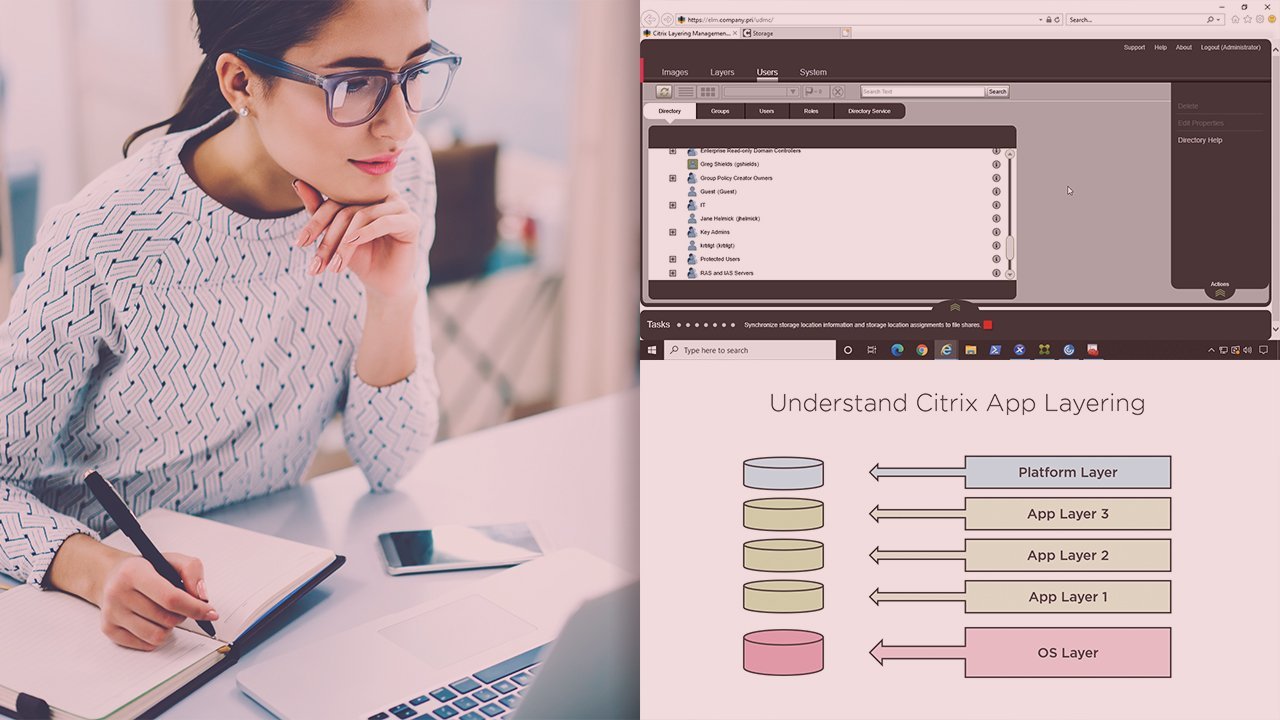 https://elm.company.pri/udmc/
Search...
Citrix Layering Managemen...
Storage
Support Help About Logout (Administrator)
Images Layers Users System
Search Text
Search
Directory Groups Users Roles Directory Service
Delete
Edit Properties
Directory Help
Enterprise Read-only Domain Controllers
Greg Shields (gshields)
Group Policy Creator Owners
Guest (Guest)
IT
Jane Helmick (jhelmick)
Key Admins
krbtgt (krbtgt)
Protected Users
RAS and IAS Servers
Actions
Tasks
Synchronize storage location information and storage location assignments to file shares.
Type here to search
Understand Citrix App Layering
Platform Layer
App Layer 3
App Layer 2
App Layer 1
OS Layer